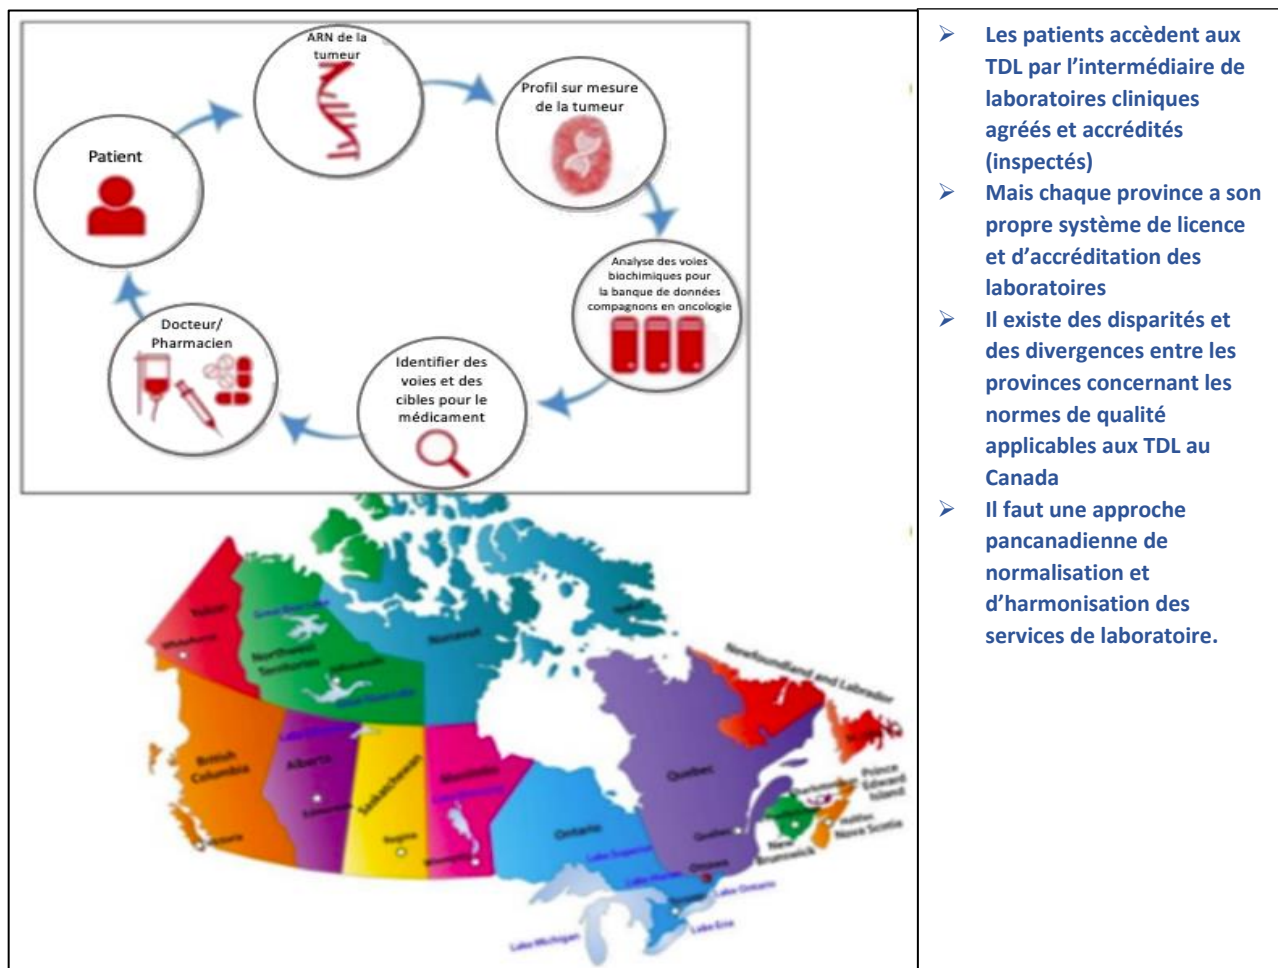 ARN de la
tumeur
Profil sur mesure
de la tumeur
Analyse des voies
biochimiques pour
la banque de données
compagnons en oncologie
Identifier des
voies et des
cibles pour le
médicament
Docteur/
Pharmacien
Patient
Les patients accèdent aux
TDL par l’intermédiaire de
laboratoires cliniques
agréés et accrédités
(inspectés)
Mais chaque province a son
propre système de licence
et d’accréditation des
laboratoires
Il existe des disparités et
des divergences entre les
provinces concernant les
normes de qualité
applicables aux TDL au
Canada
Il faut une approche
pancanadienne de
normalisation et
d’harmonisation des
services de laboratoire.
Yukon
Great Bear Lake
Northwest
Territories
Nunavut
Newfoundland and Labrador
British
Columbia
Alberta
Saskatchewan
Manitoba
Ontario
Quebec
Prince
Edward
Island
Nova Scotia
New
Brunswick
Edmonton
Regina
Victoria
Québec
Ottawa
Halifax
Lake Superior
Lake Ontario
Lake Erie
Lake Michigan